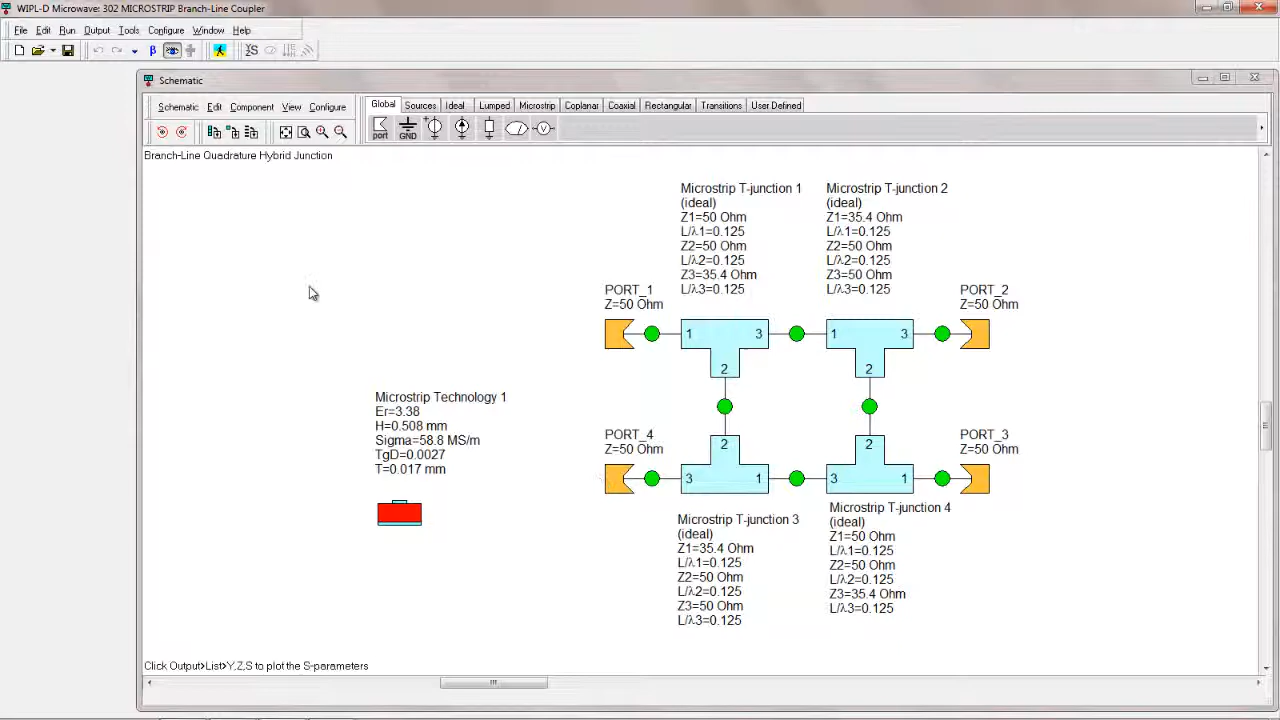 WIPL-D Microwave: 302 MICROSTRIP Branch-Line Coupler
File Edit Run Output Tools Configure Window Help
β
Schematic
Schematic Edit Component View Configure
Global Sources Ideal Lumped Microstrip Coplanar Coaxial Rectangular Transitions User Defined
port GND V
Branch-Line Quadrature Hybrid Junction
Microstrip T-junction 1
(ideal)
Z1=50 Ohm
L/λ1=0.125
Z2=50 Ohm
L/λ2=0.125
Z3=35.4 Ohm
L/λ3=0.125
Microstrip T-junction 2
(ideal)
Z1=35.4 Ohm
L/λ1=0.125
Z2=50 Ohm
L/λ2=0.125
Z3=50 Ohm
L/λ3=0.125
PORT_1
Z=50 Ohm
PORT_2
Z=50 Ohm
1 3
2
1 3
2
Microstrip Technology 1
Er=3.38
H=0.508 mm
Sigma=58.8 MS/m
TgD=0.0027
T=0.017 mm
PORT_4
Z=50 Ohm
PORT_3
Z=50 Ohm
2
3 1
2
3 1
Microstrip T-junction 3
(ideal)
Z1=35.4 Ohm
L/λ1=0.125
Z2=50 Ohm
L/λ2=0.125
Z3=50 Ohm
L/λ3=0.125
Microstrip T-junction 4
(ideal)
Z1=50 Ohm
L/λ1=0.125
Z2=50 Ohm
L/λ2=0.125
Z3=35.4 Ohm
L/λ3=0.125
Click Output>List>Y,Z,S to plot the S-parameters